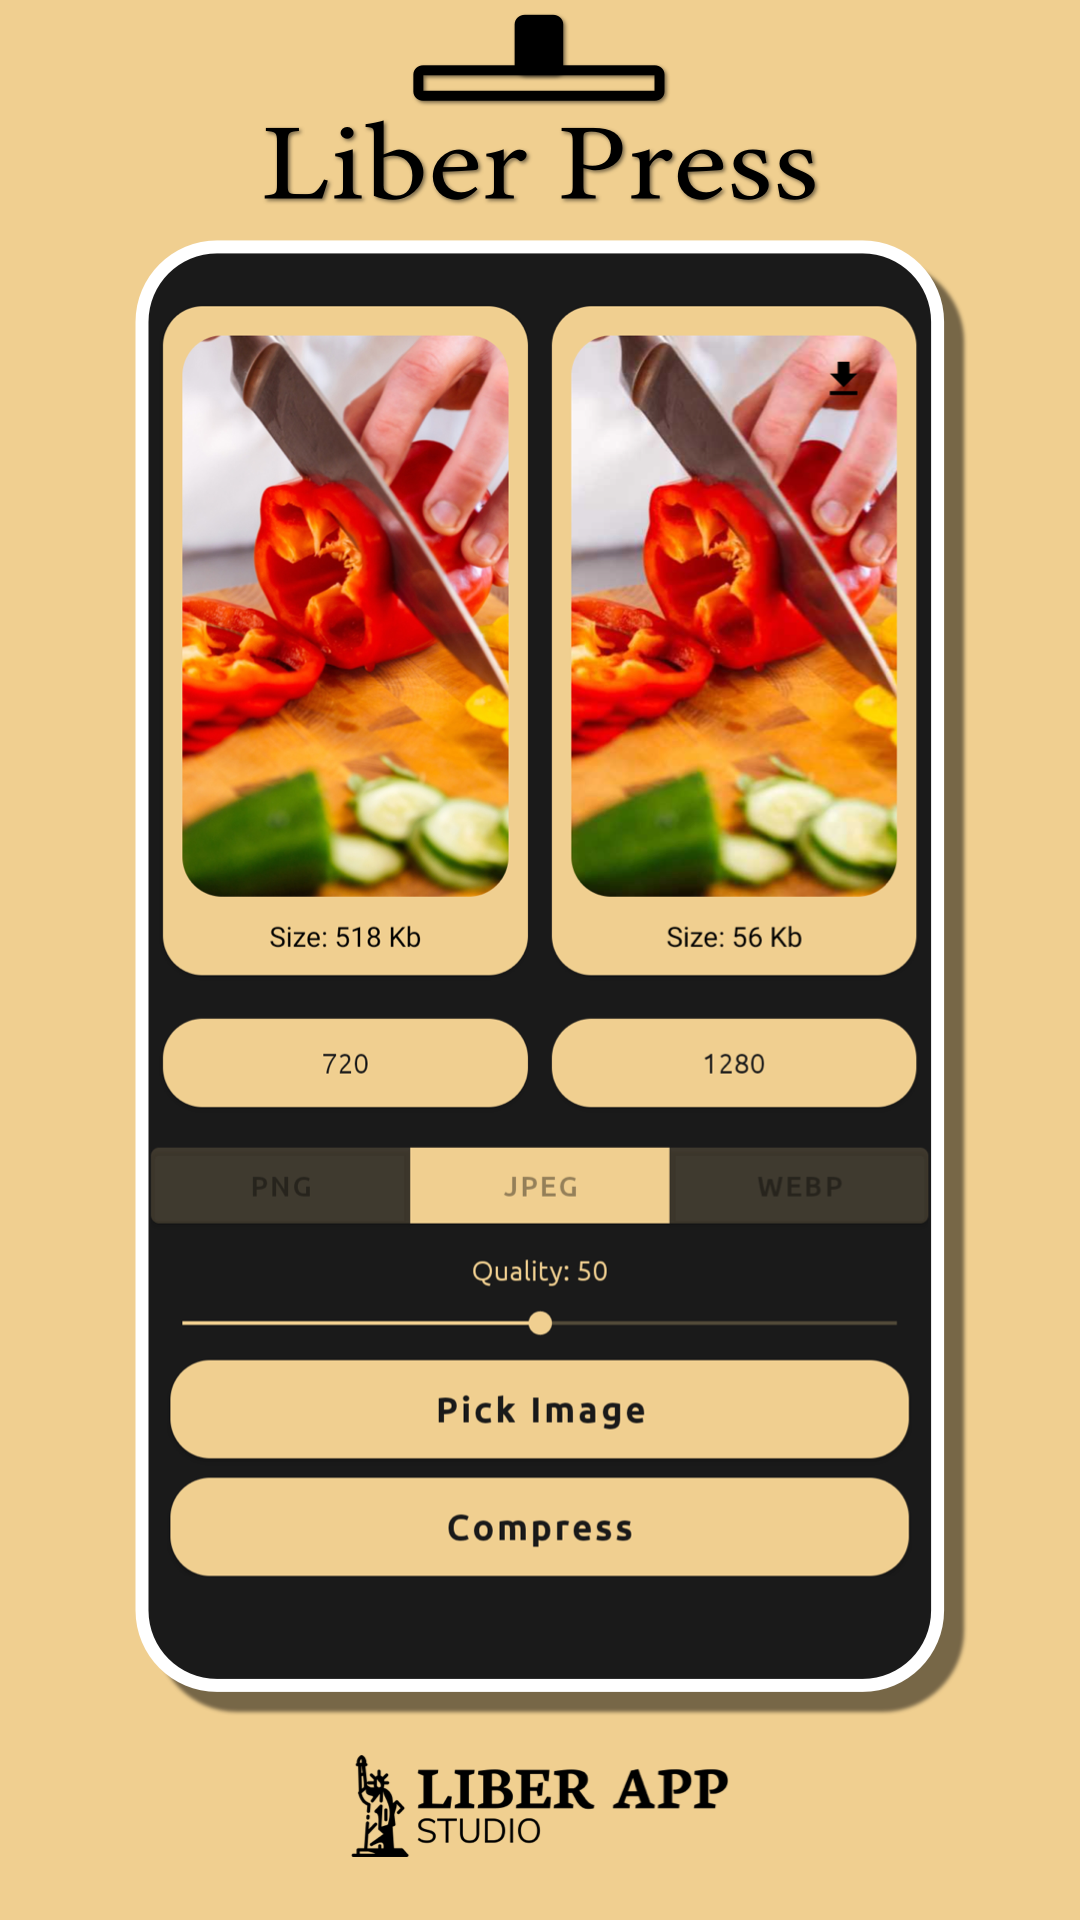 Liber Press
Size: 518 Kb
Size: 56 Kb
720
1280
PNG
JPEG
WEBP
Quality: 50
Pick Image
Compress
LIBER APP
STUDIO